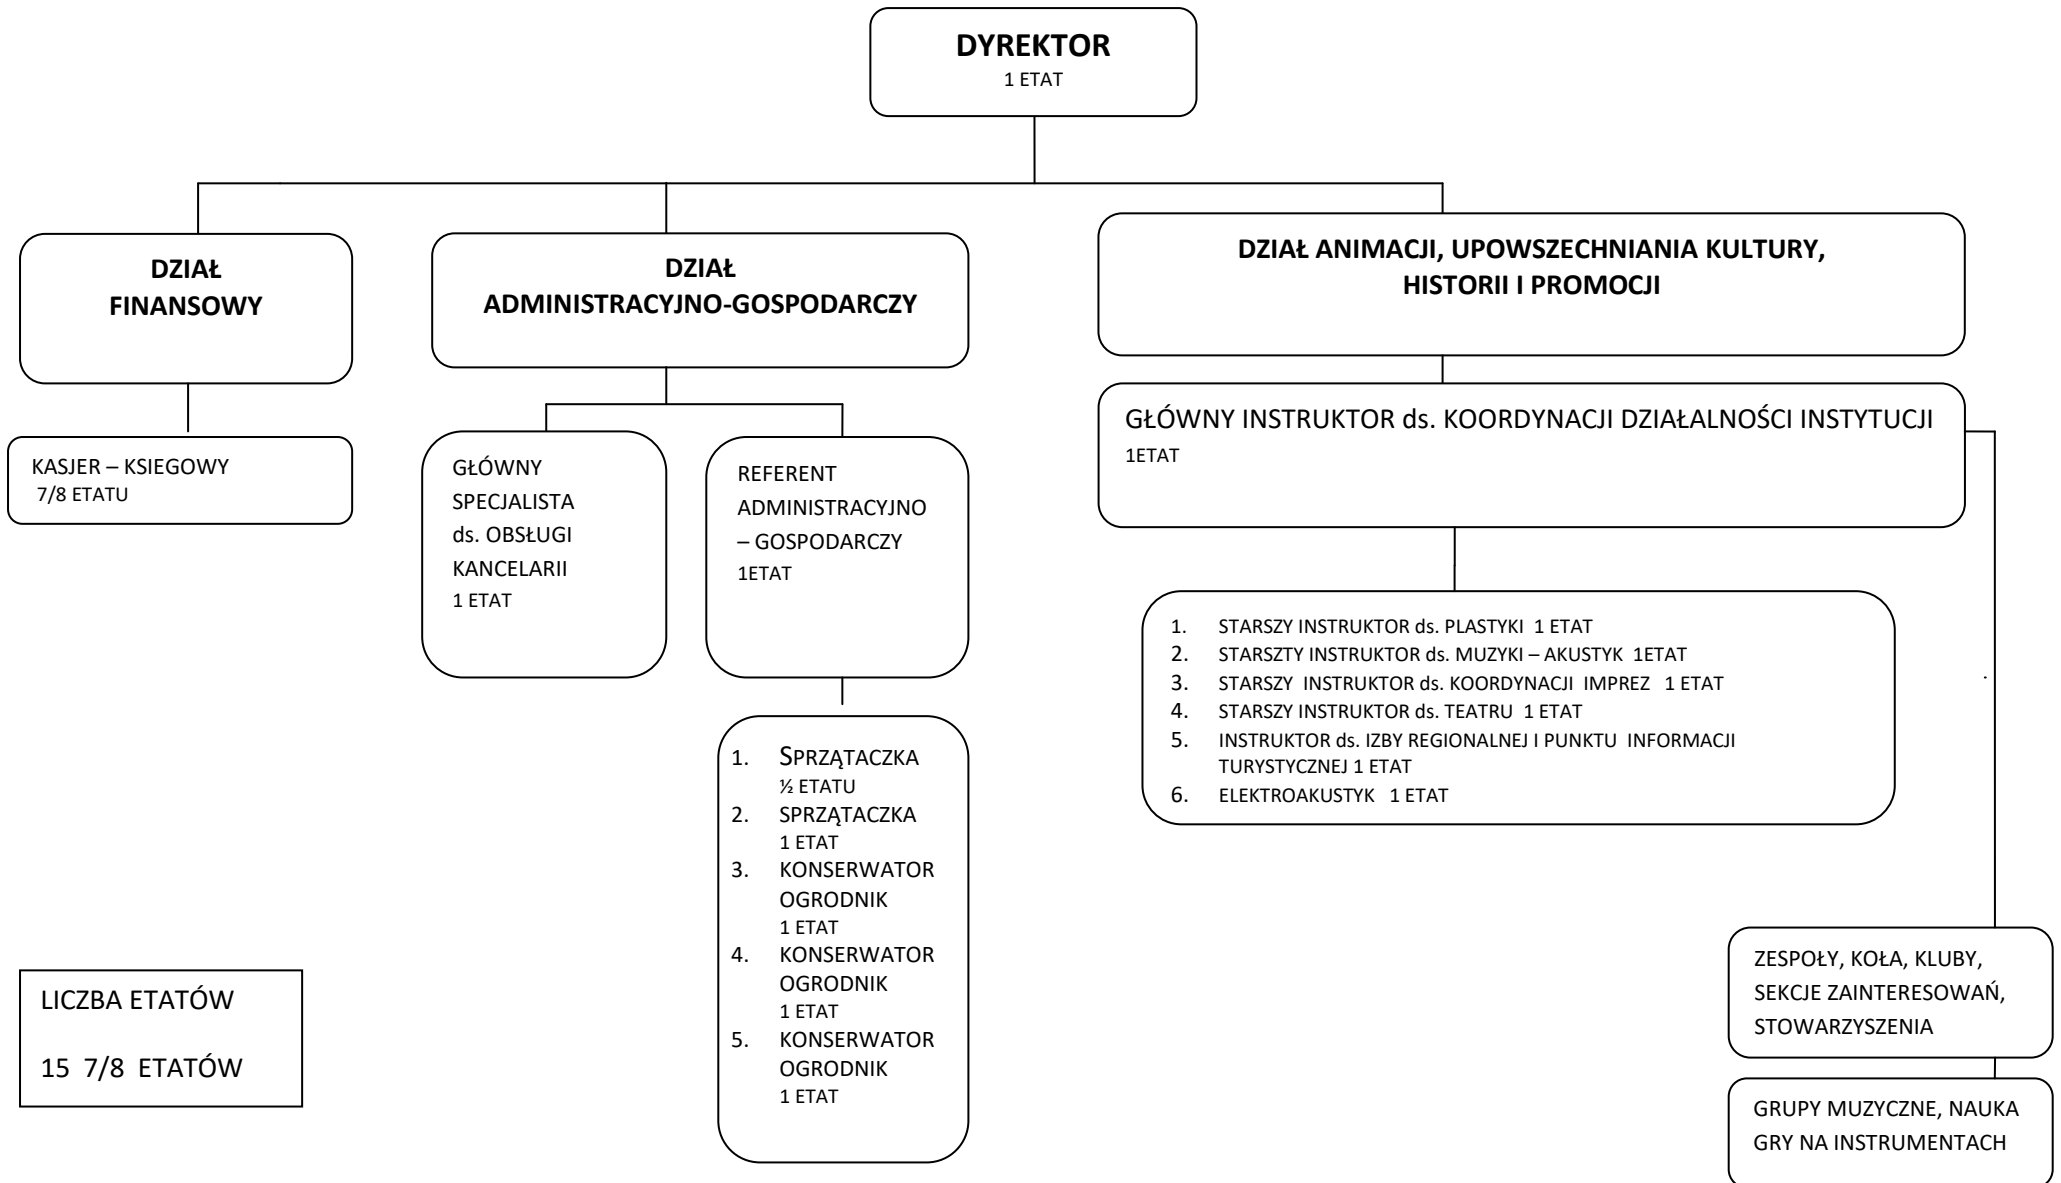 DYREKTOR
1 ETAT
DZIAŁ
FINANSOWY
KASJER – KSIEGOWY
7/8 ETATU
DZIAŁ
ADMINISTRACYJNO-GOSPODARCZY
GŁÓWNY
SPECJALISTA
ds. OBSŁUGI
KANCELARII
1 ETAT
REFERENT
ADMINISTRACYJNO
– GOSPODARCZY
1ETAT
1. SPRZĄTACZKA
½ ETATU
2. SPRZĄTACZKA
1 ETAT
3. KONSERWATOR
OGRODNIK
1 ETAT
4. KONSERWATOR
OGRODNIK
1 ETAT
5. KONSERWATOR
OGRODNIK
1 ETAT
DZIAŁ ANIMACJI, UPOWSZECHNIANIA KULTURY,
HISTORII I PROMOCJI
GŁÓWNY INSTRUKTOR ds. KOORDYNACJI DZIAŁALNOŚCI INSTYTUCJI
1ETAT
1. STARSZY INSTRUKTOR ds. PLASTYKI 1 ETAT
2. STARSZTY INSTRUKTOR ds. MUZYKI – AKUSTYK 1ETAT
3. STARSZY INSTRUKTOR ds. KOORDYNACJI IMPREZ 1 ETAT
4. STARSZY INSTRUKTOR ds. TEATRU 1 ETAT
5. INSTRUKTOR ds. IZBY REGIONALNEJ I PUNKTU INFORMACJI
TURYSTYCZNEJ 1 ETAT
6. ELEKTROAKUSTYK 1 ETAT
ZESPOŁY, KOŁA, KLUBY,
SEKCJE ZAINTERESOWAŃ,
STOWARZYSZENIA
GRUPY MUZYCZNE, NAUKA
GRY NA INSTRUMENTACH
LICZBA ETATÓW
15 7/8 ETATÓW